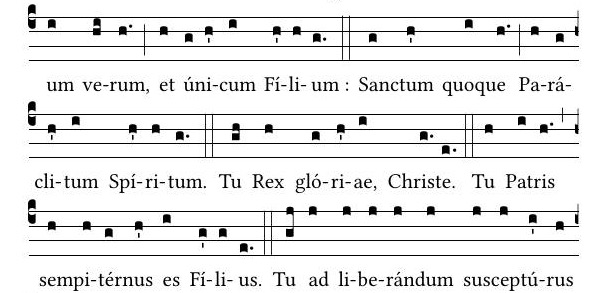 um ve-rum, et úni-cum Fí-li-um : Sanctum quoque Pa-rá-
cli-tum Spí-ri-tum. Tu Rex gló-ri-ae, Christe. Tu Patris
sempi-térnus es Fí-li-us. Tu ad li-be-rándum susceptú-rus